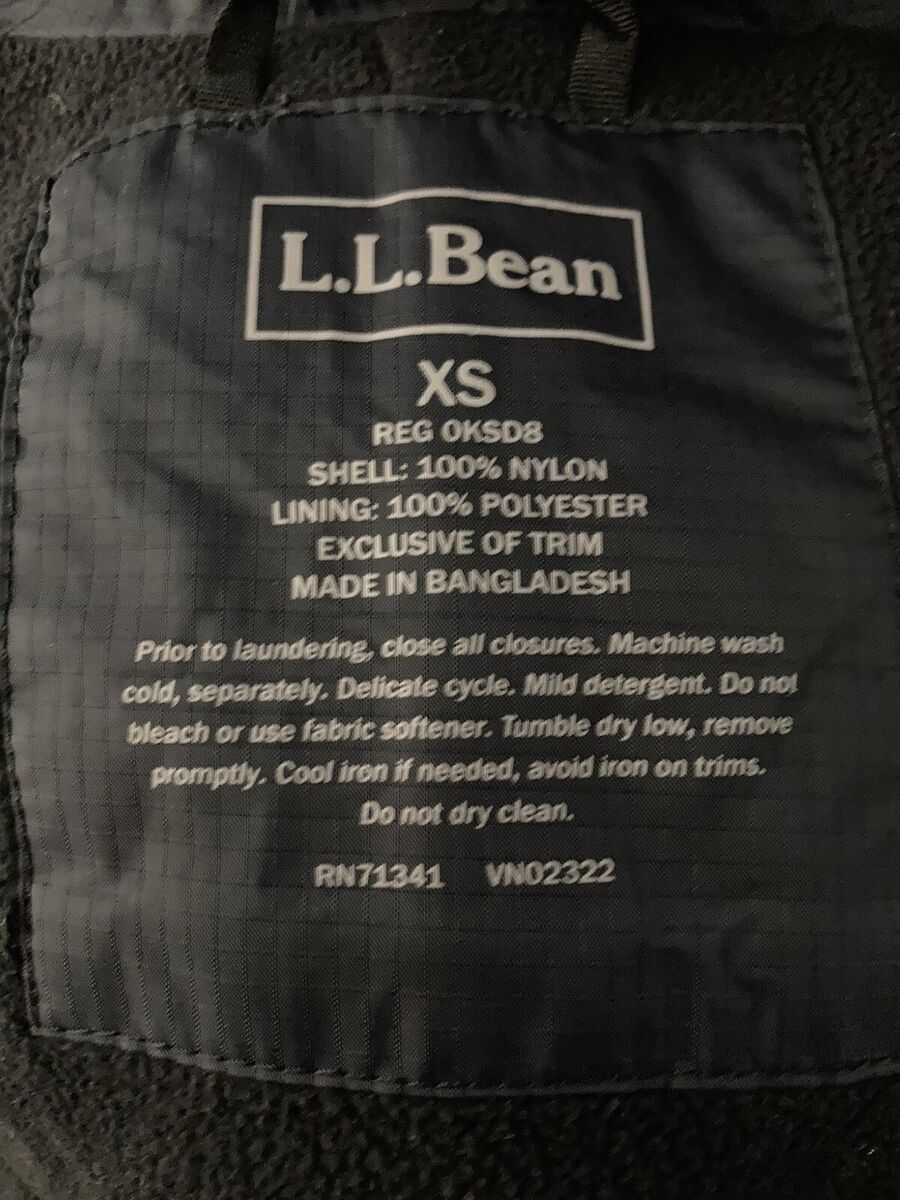 L.L.Bean
XS
REG OKSD8
SHELL: 100% NYLON
LINING: 100% POLYESTER
EXCLUSIVE OF TRIM
MADE IN BANGLADESH
Prior to laundering, close all closures. Machine wash
cold, separately. Delicate cycle. Mild detergent. Do not
bleach or use fabric softener. Tumble dry low, remove
promptly. Cool iron if needed, avoid iron on trims.
Do not dry clean.
RN71341 VN02322